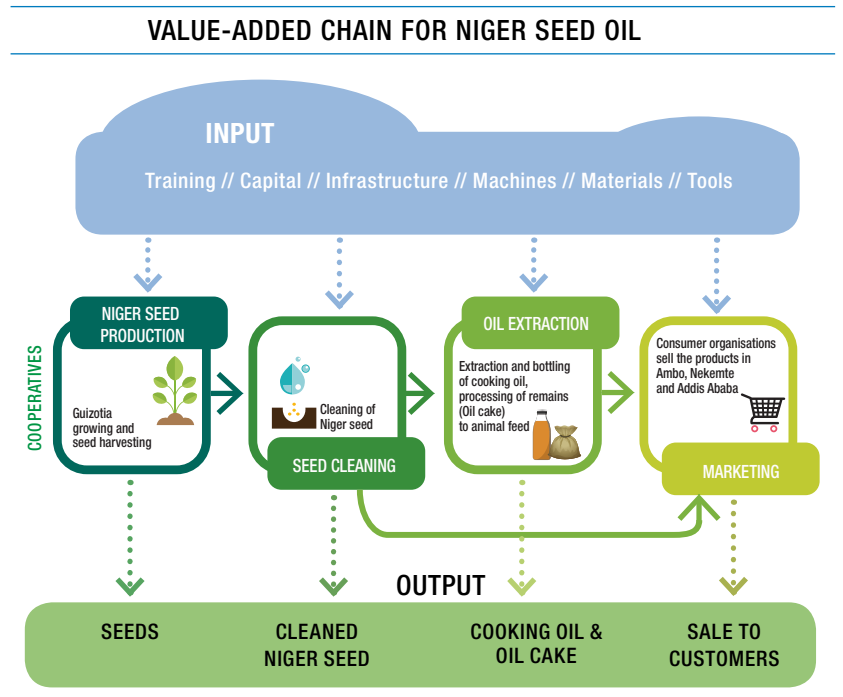 VALUE-ADDED CHAIN FOR NIGER SEED OIL
INPUT
Training // Capital // Infrastructure // Machines // Materials // Tools
COOPERATIVES
NIGER SEED
PRODUCTION
Guizotia
growing and
seed harvesting
Cleaning of
Niger seed
SEED CLEANING
OIL EXTRACTION
Extraction and bottling
of cooking oil,
processing of remains
(Oil cake)
to animal feed
Consumer organisations
sell the products in
Ambo, Nekemte
and Addis Ababa
MARKETING
OUTPUT
SEEDS
CLEANED
NIGER SEED
COOKING OIL &
OIL CAKE
SALE TO
CUSTOMERS